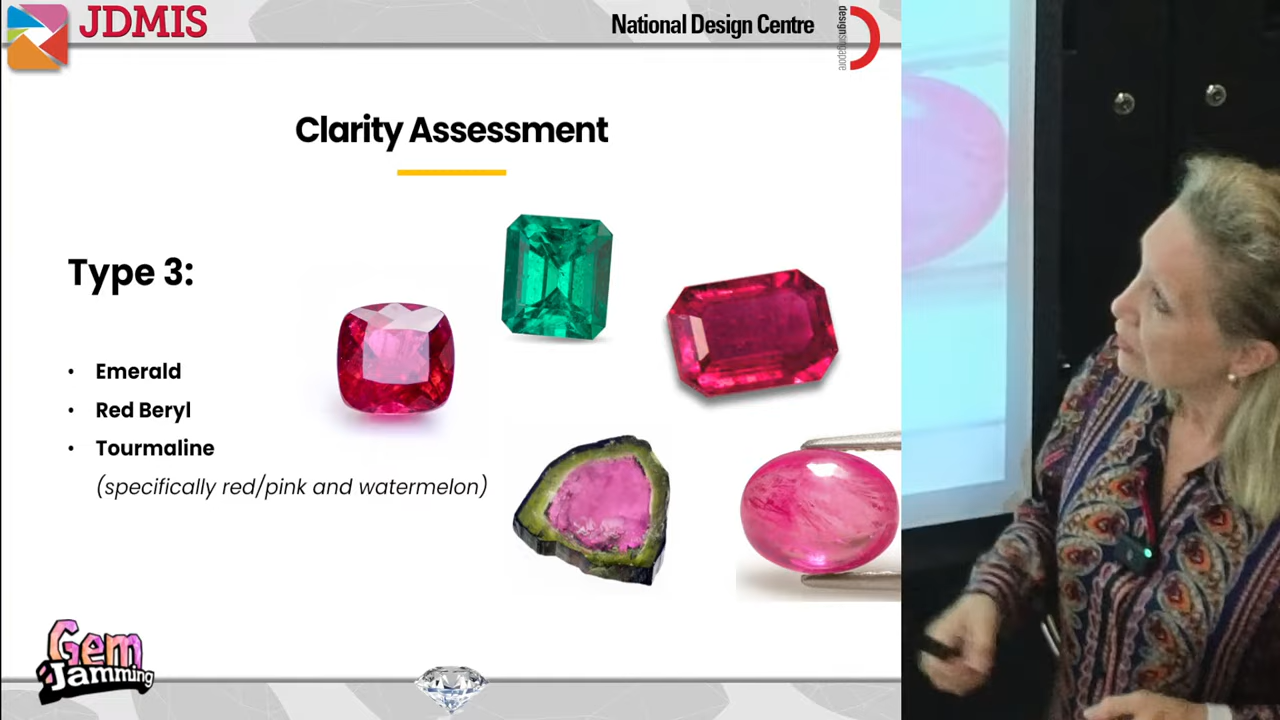 JDMIS
National Design Centre
designsingapore
Clarity Assessment
Type 3:
• Emerald
• Red Beryl
• Tourmaline
(specifically red/pink and watermelon)
Gem
Jamming